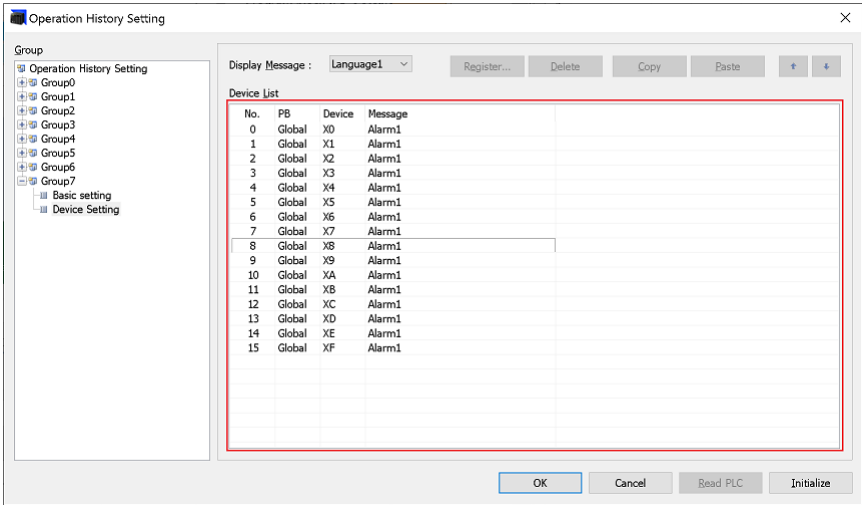 Operation History Setting
Group
Operation History Setting
Group0
Group1
Group2
Group3
Group4
Group5
Group6
Group7
Basic setting
Device Setting
Display Message : Language1 Register... Delete Copy Paste
Device List
No. PB Device Message
0 Global X0 Alarm1
1 Global X1 Alarm1
2 Global X2 Alarm1
3 Global X3 Alarm1
4 Global X4 Alarm1
5 Global X5 Alarm1
6 Global X6 Alarm1
7 Global X7 Alarm1
8 Global X8 Alarm1
9 Global X9 Alarm1
10 Global XA Alarm1
11 Global XB Alarm1
12 Global XC Alarm1
13 Global XD Alarm1
14 Global XE Alarm1
15 Global XF Alarm1
OK Cancel Read PLC Initialize